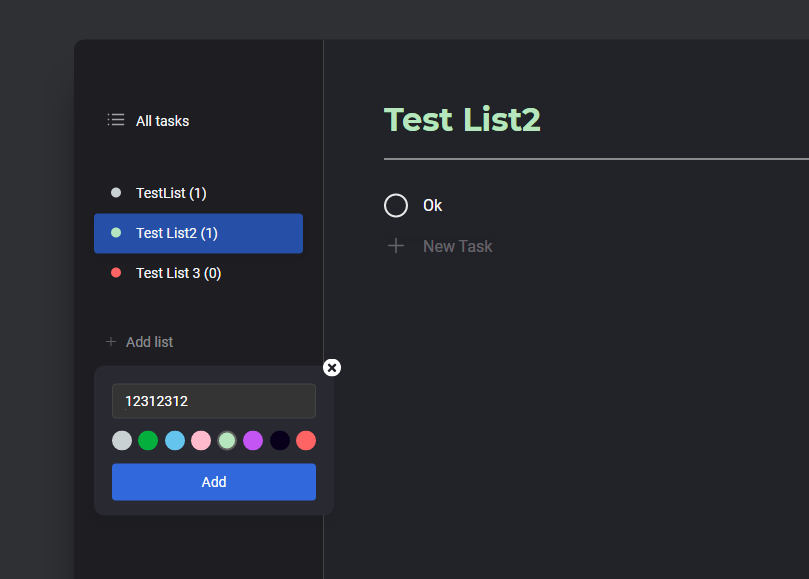 All tasks
TestList (1)
Test List2 (1)
Test List 3 (0)
Add list
12312312
Add
Test List2
Ok
New Task